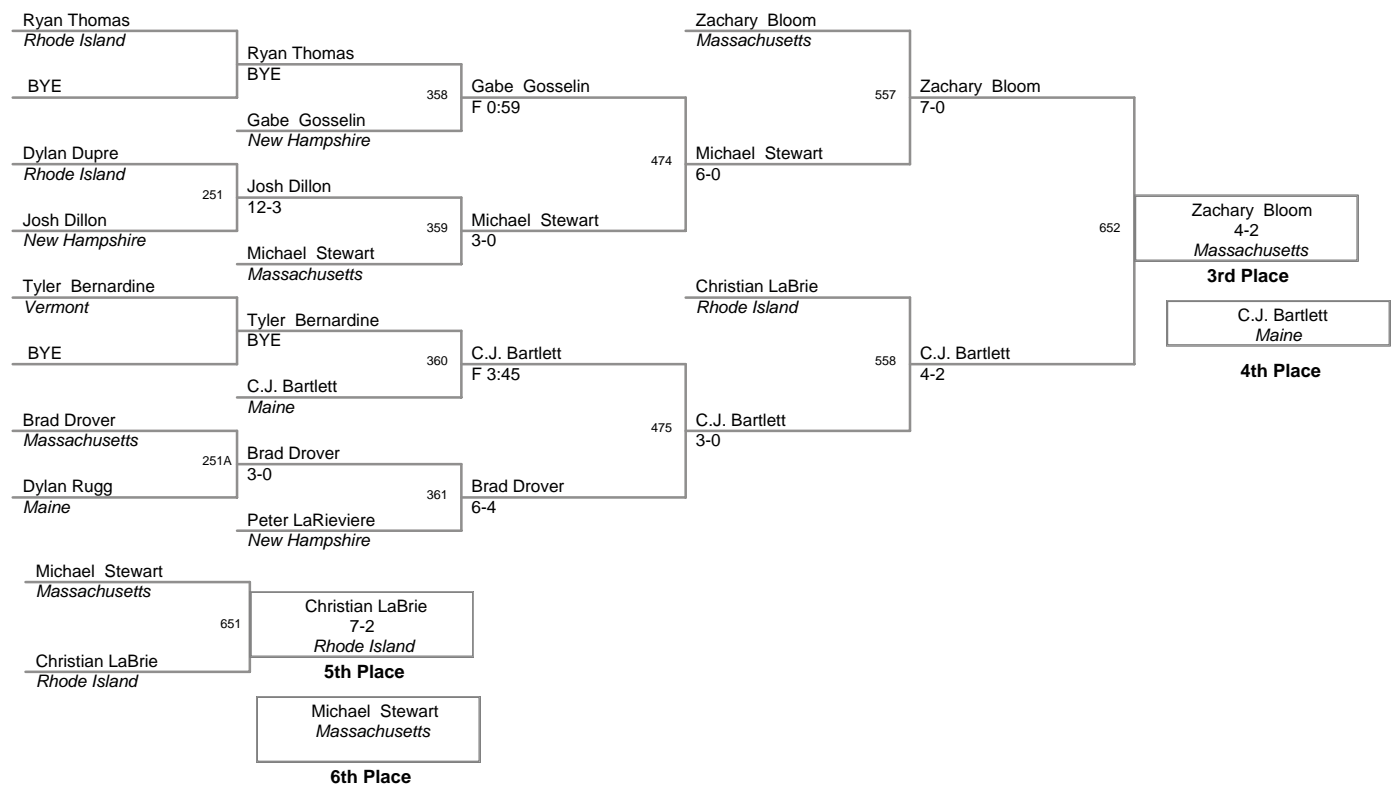 Ryan Thomas
Rhode Island
BYE
Dylan Dupre
Rhode Island
251
Josh Dillon
New Hampshire
Tyler Bernardine
Vermont
BYE
Brad Drover
Massachusetts
251A
Dylan Rugg
Maine
Ryan Thomas
BYE
358
Gabe Gosselin
New Hampshire
Josh Dillon
12-3
359
Michael Stewart
Massachusetts
Tyler Bernardine
BYE
360
C.J. Bartlett
Maine
Brad Drover
3-0
361
Peter LaRieviere
New Hampshire
Gabe Gosselin
F 0:59
474
Michael Stewart
3-0
C.J. Bartlett
F 3:45
475
Brad Drover
6-4
Zachary Bloom
Massachusetts
557
Michael Stewart
6-0
Christian LaBrie
Rhode Island
558
C.J. Bartlett
3-0
Zachary Bloom
7-0
652
C.J. Bartlett
4-2
Zachary Bloom
4-2
Massachusetts
3rd Place
C.J. Bartlett
Maine
4th Place
Michael Stewart
Massachusetts
651
Christian LaBrie
Rhode Island
Christian LaBrie
7-2
Rhode Island
5th Place
Michael Stewart
Massachusetts
6th Place